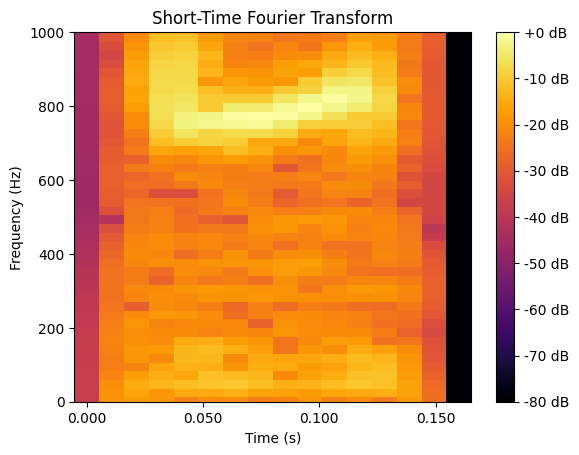 Short-Time Fourier Transform
1000
800
600
400
200
0
Frequency (Hz)
0.000
0.050
0.100
0.150
Time (s)
+0 dB
-10 dB
-20 dB
-30 dB
-40 dB
-50 dB
-60 dB
-70 dB
-80 dB